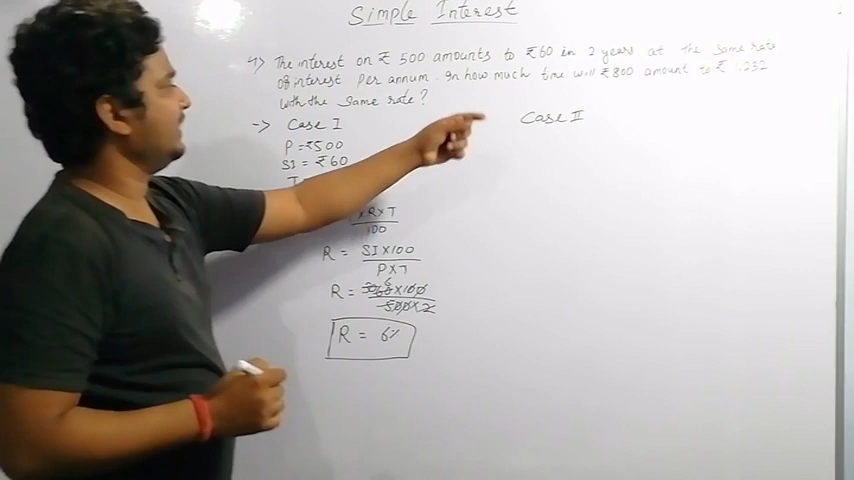 Simple Interest
4) The interest on ₹ 500 amounts to ₹60 in 2 years at the same rate
of interest per annum. In how much time will ₹800 amount to ₹ 1,232
with the same rate?
-> Case I
Case II
P = ₹500
SI = ₹60
T
×R×T
100
R = SI×100
P×T
R = 60×100
500×2
R = 6%